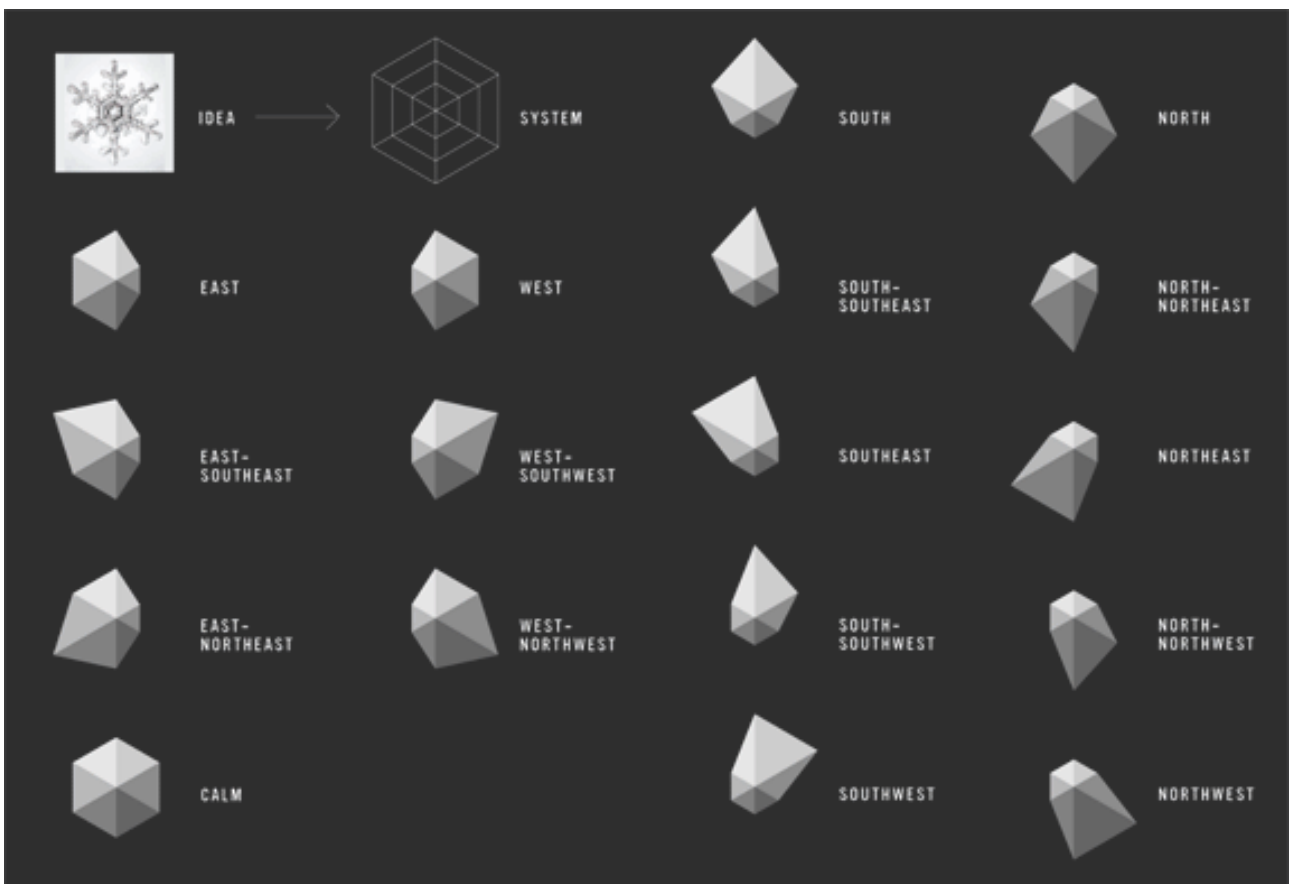 IDEA
SYSTEM
SOUTH
NORTH
EAST
WEST
SOUTH-
SOUTHEAST
NORTH-
NORTHEAST
EAST-
SOUTHEAST
WEST-
SOUTHWEST
SOUTHEAST
NORTHEAST
EAST-
NORTHEAST
WEST-
NORTHWEST
SOUTH-
SOUTHWEST
NORTH-
NORTHWEST
CALM
SOUTHWEST
NORTHWEST